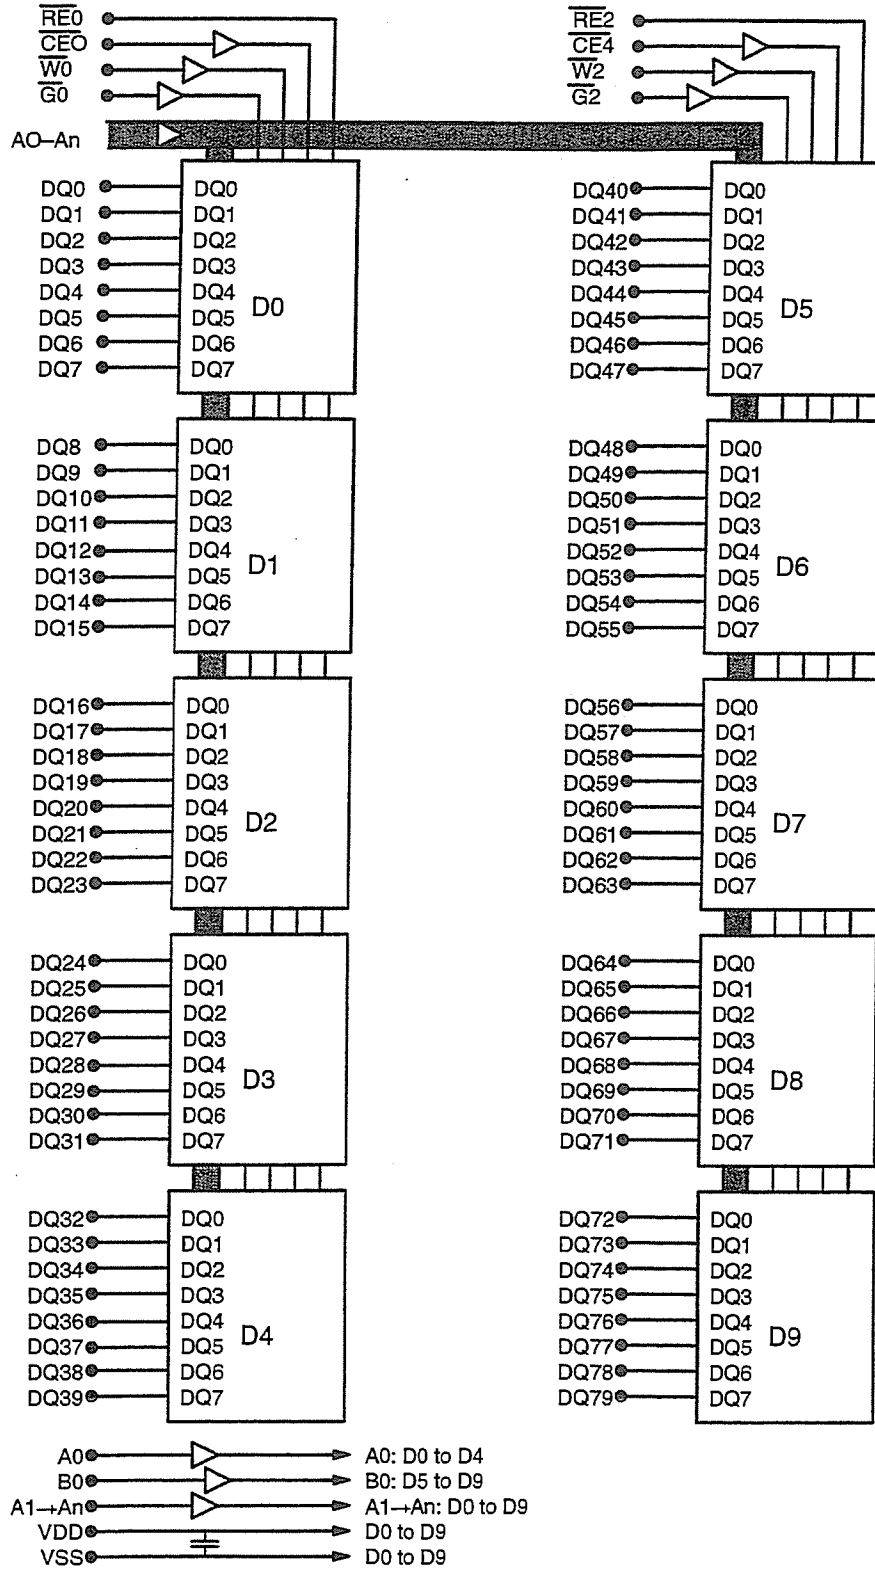 RE0
CEO
W0
G0
AO–An
DQ0 DQ0
DQ1 DQ1
DQ2 DQ2
DQ3 DQ3
DQ4 DQ4
DQ5 DQ5
DQ6 DQ6
DQ7 DQ7
D0
DQ8 DQ0
DQ9 DQ1
DQ10 DQ2
DQ11 DQ3
DQ12 DQ4
DQ13 DQ5
DQ14 DQ6
DQ15 DQ7
D1
DQ16 DQ0
DQ17 DQ1
DQ18 DQ2
DQ19 DQ3
DQ20 DQ4
DQ21 DQ5
DQ22 DQ6
DQ23 DQ7
D2
DQ24 DQ0
DQ25 DQ1
DQ26 DQ2
DQ27 DQ3
DQ28 DQ4
DQ29 DQ5
DQ30 DQ6
DQ31 DQ7
D3
DQ32 DQ0
DQ33 DQ1
DQ34 DQ2
DQ35 DQ3
DQ36 DQ4
DQ37 DQ5
DQ38 DQ6
DQ39 DQ7
D4
RE2
CE4
W2
G2
DQ40 DQ0
DQ41 DQ1
DQ42 DQ2
DQ43 DQ3
DQ44 DQ4
DQ45 DQ5
DQ46 DQ6
DQ47 DQ7
D5
DQ48 DQ0
DQ49 DQ1
DQ50 DQ2
DQ51 DQ3
DQ52 DQ4
DQ53 DQ5
DQ54 DQ6
DQ55 DQ7
D6
DQ56 DQ0
DQ57 DQ1
DQ58 DQ2
DQ59 DQ3
DQ60 DQ4
DQ61 DQ5
DQ62 DQ6
DQ63 DQ7
D7
DQ64 DQ0
DQ65 DQ1
DQ66 DQ2
DQ67 DQ3
DQ68 DQ4
DQ69 DQ5
DQ70 DQ6
DQ71 DQ7
D8
DQ72 DQ0
DQ73 DQ1
DQ74 DQ2
DQ75 DQ3
DQ76 DQ4
DQ77 DQ5
DQ78 DQ6
DQ79 DQ7
D9
A0 A0: D0 to D4
B0 B0: D5 to D9
A1→An A1→An: D0 to D9
VDD D0 to D9
VSS D0 to D9